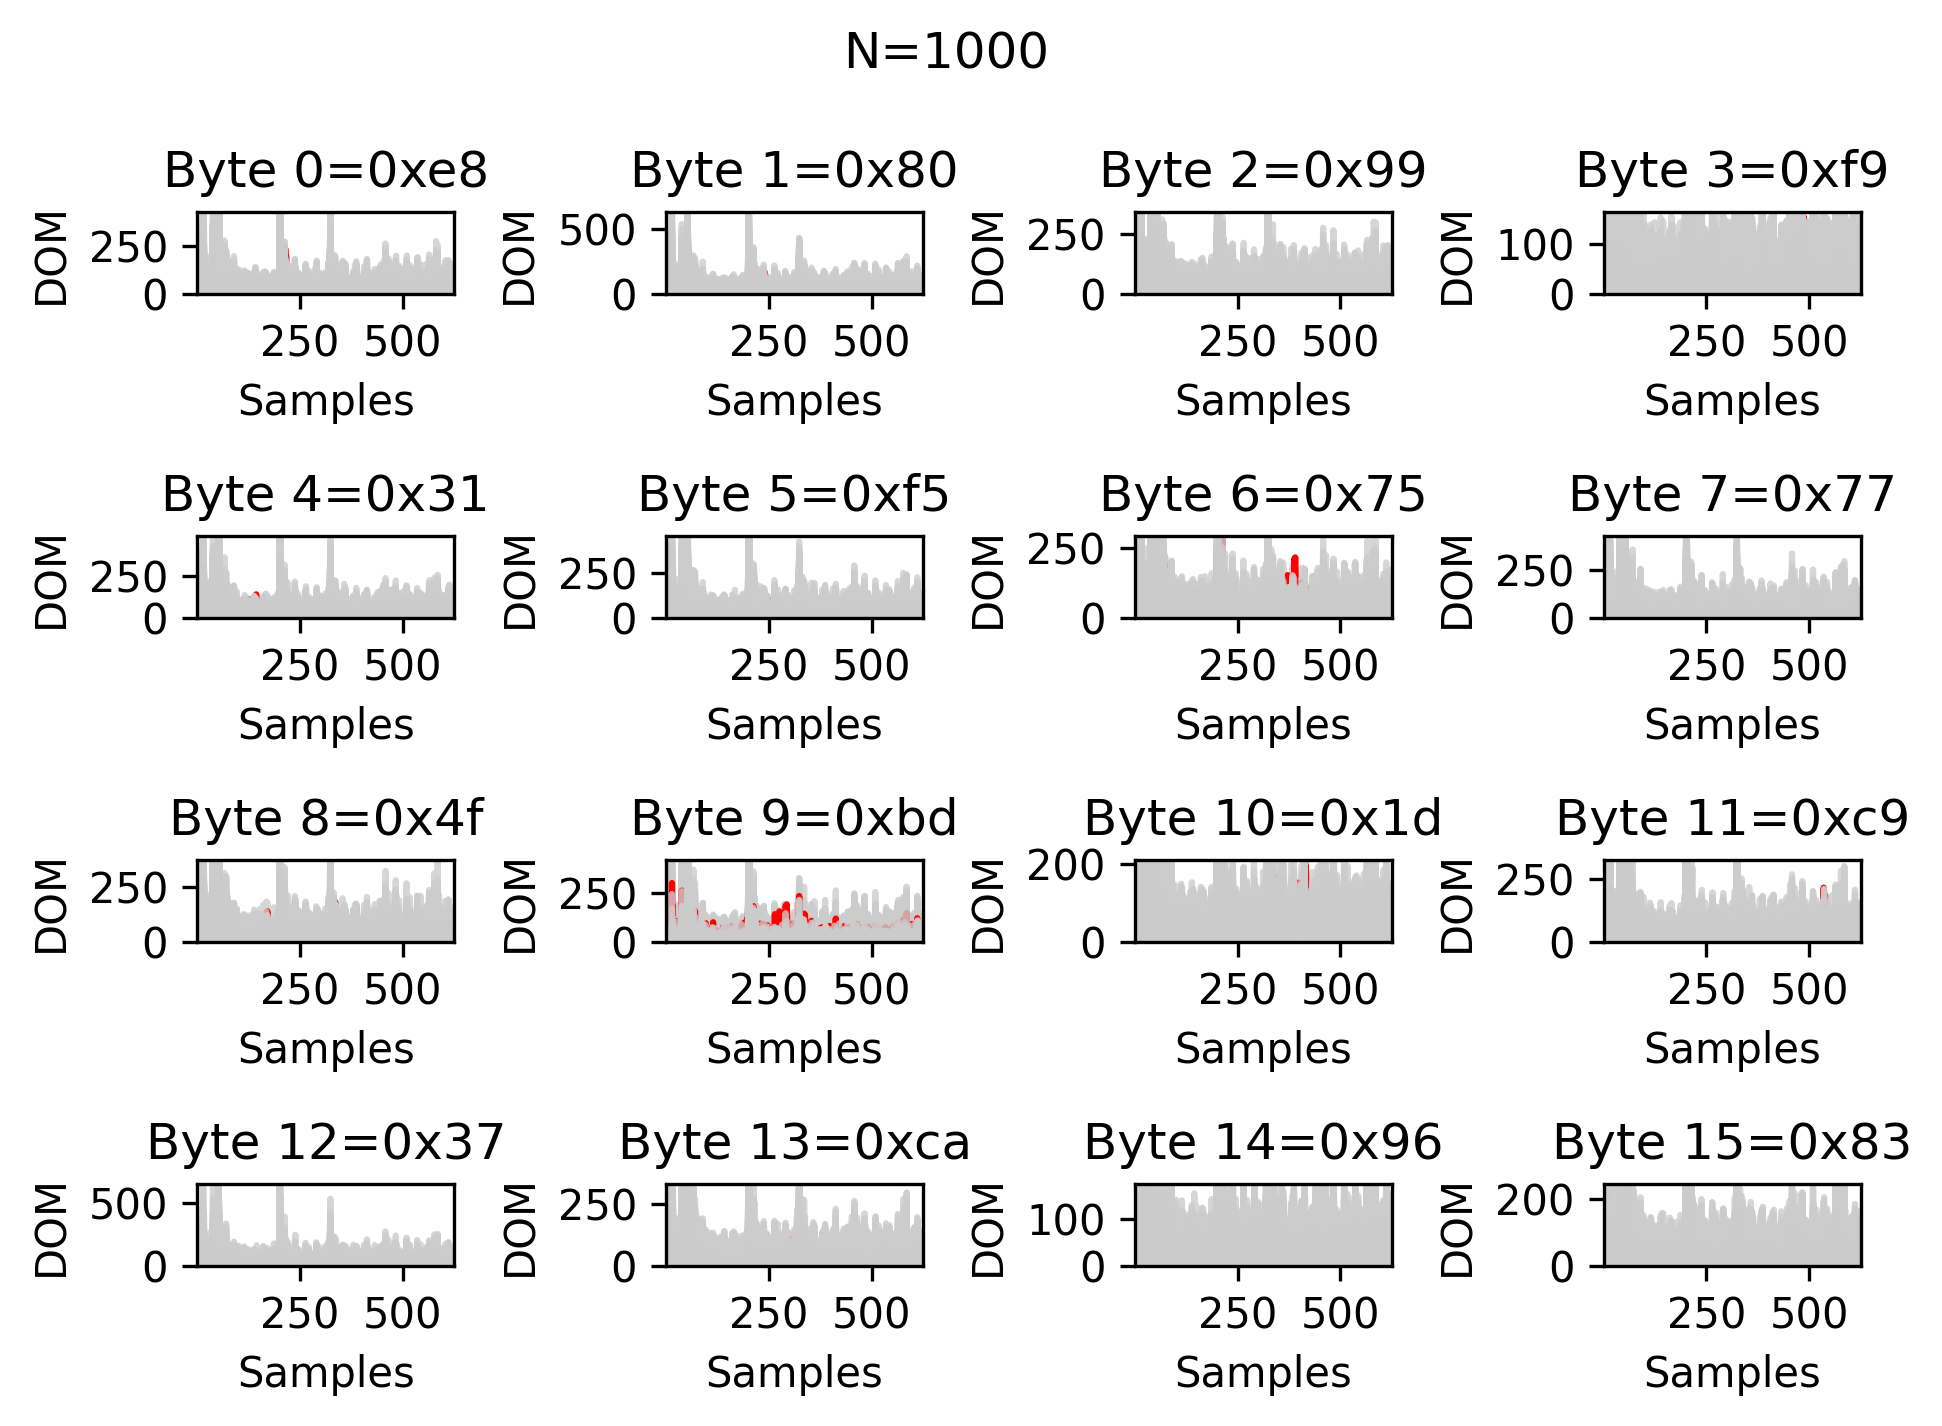 N=1000
Byte 0=0xe8 Byte 1=0x80 Byte 2=0x99 Byte 3=0xf9
DOM 250 0 DOM 500 0 DOM 250 0 DOM 100 0
250 500 250 500 250 500 250 500
Samples Samples Samples Samples
Byte 4=0x31 Byte 5=0xf5 Byte 6=0x75 Byte 7=0x77
DOM 250 0 DOM 250 0 DOM 250 0 DOM 250 0
250 500 250 500 250 500 250 500
Samples Samples Samples Samples
Byte 8=0x4f Byte 9=0xbd Byte 10=0x1d Byte 11=0xc9
DOM 250 0 DOM 250 0 DOM 200 0 DOM 250 0
250 500 250 500 250 500 250 500
Samples Samples Samples Samples
Byte 12=0x37 Byte 13=0xca Byte 14=0x96 Byte 15=0x83
DOM 500 0 DOM 250 0 DOM 100 0 DOM 200 0
250 500 250 500 250 500 250 500
Samples Samples Samples Samples